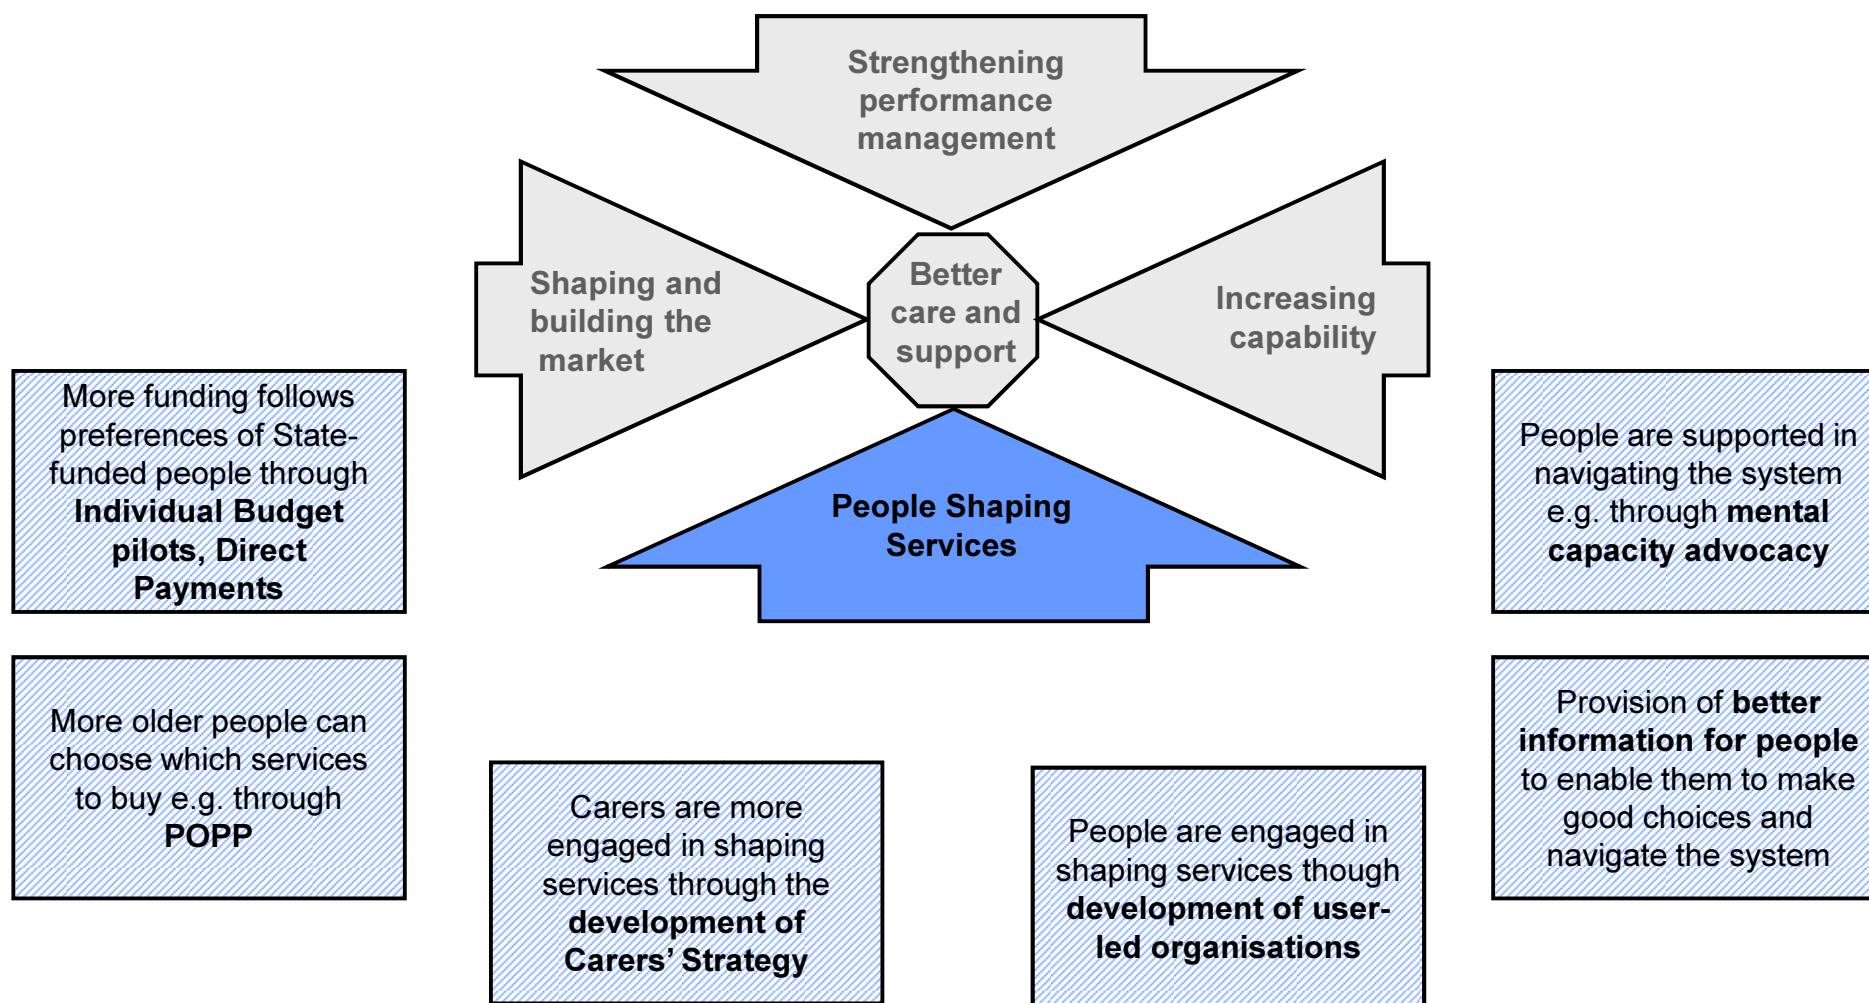 Strengthening
performance
management
Shaping and
building the
market
Better
care and
support
Increasing
capability
People Shaping
Services
More funding follows
preferences of State-
funded people through
Individual Budget
pilots, Direct
Payments
People are supported in
navigating the system
e.g. through mental
capacity advocacy
More older people can
choose which services
to buy e.g. through
POPP
Carers are more
engaged in shaping
services through the
development of
Carers’ Strategy
People are engaged in
shaping services though
development of user-
led organisations
Provision of better
information for people
to enable them to make
good choices and
navigate the system